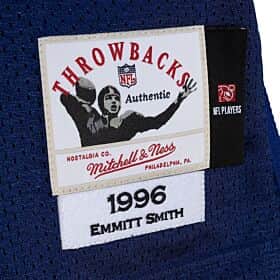 THROWBACKS
NFL
Authentic
NFL PLAYERS
NOSTALGIA CO.
Mitchell & Ness
PHILADELPHIA, PA.
1996
EMMITT SMITH